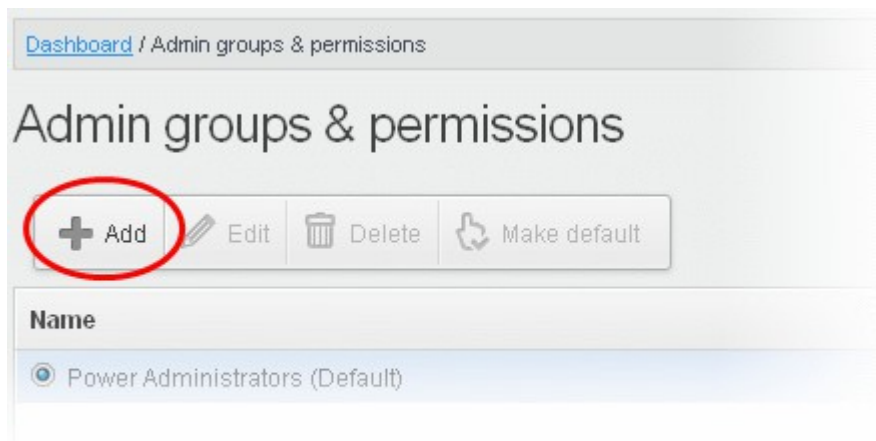 Dashboard / Admin groups & permissions
Admin groups & permissions
Add Edit Delete Make default
Name
Power Administrators (Default)